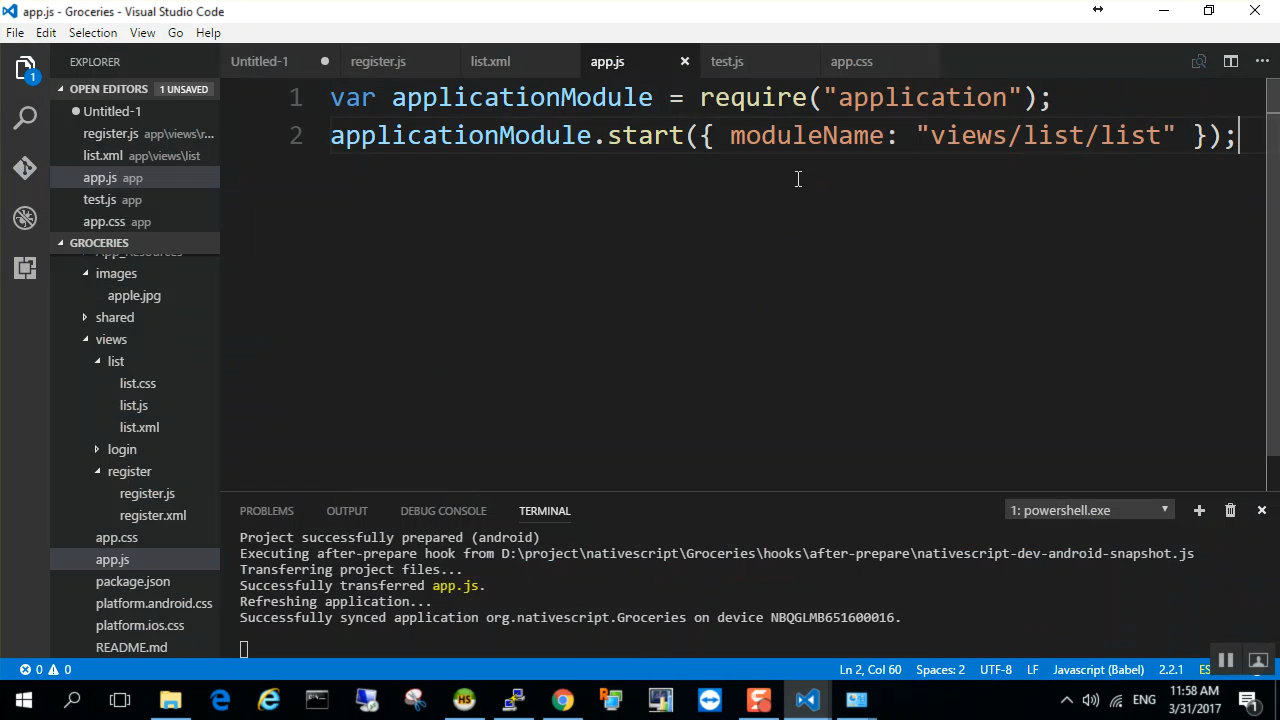 app.js - Groceries - Visual Studio Code
File Edit Selection View Go Help
EXPLORER
Untitled-1 register.js list.xml app.js test.js app.css
1
OPEN EDITORS 1 UNSAVED
Untitled-1
register.js app\views\r...
list.xml app\views\list
app.js app
test.js app
app.css app
GROCERIES
App_Resources
images
apple.jpg
shared
views
list
list.css
list.js
list.xml
login
register
register.js
register.xml
app.css
app.js
package.json
platform.android.css
platform.ios.css
README.md
1 var applicationModule = require("application");
2 applicationModule.start({ moduleName: "views/list/list" });
PROBLEMS OUTPUT DEBUG CONSOLE TERMINAL 1: powershell.exe
Project successfully prepared (android)
Executing after-prepare hook from D:\project\nativescript\Groceries\hooks\after-prepare\nativescript-dev-android-snapshot.js
Transferring project files...
Successfully transferred app.js.
Refreshing application...
Successfully synced application org.nativescript.Groceries on device NBQGLMB651600016.
0 0 Ln 2, Col 60 Spaces: 2 UTF-8 LF Javascript (Babel) 2.2.1 ES
HS
ENG
11:58 AM
3/31/2017
1